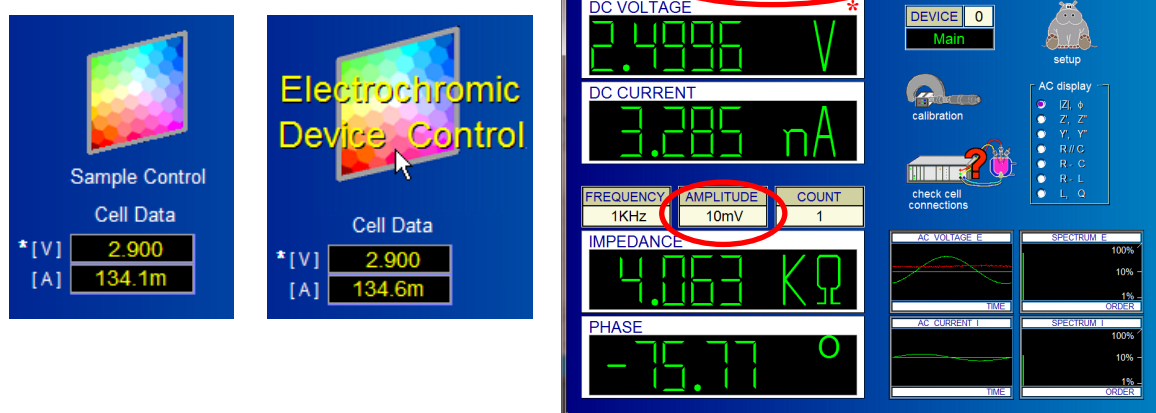 Sample Control
Cell Data
*[V] 2.900
[A] 134.1m
Electrochromic
Device Control
Cell Data
*[V] 2.900
[A] 134.6m
DC VOLTAGE *
2.4996 V
DC CURRENT
3.285 nA
FREQUENCY AMPLITUDE COUNT
1KHz 10mV 1
IMPEDANCE
4.063 KΩ
PHASE
-75.77 °
DEVICE 0
Main
setup
calibration
check cell
connections
AC display
|Z|, ϕ
Z', Z"
Y', Y"
R//C
R - C
R - L
L, Q
AC VOLTAGE E
TIME
SPECTRUM E
100%
10%
1%
ORDER
AC CURRENT I
TIME
SPECTRUM I
100%
10%
1%
ORDER